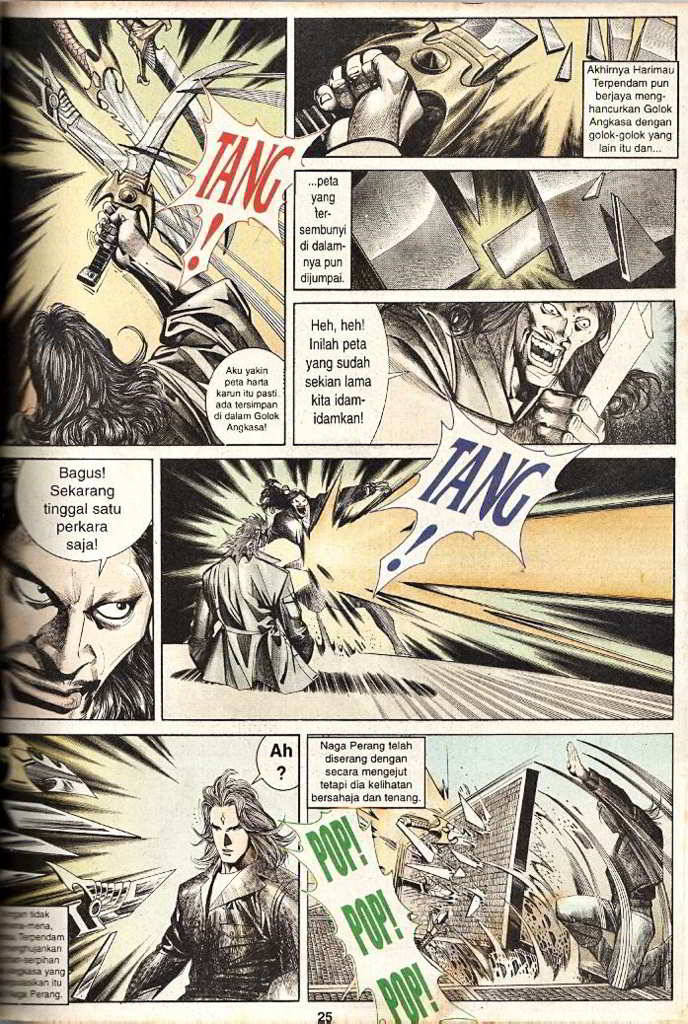 TANG
!
Aku yakin
peta harta
karun itu pasti
ada tersimpan
di dalam Golok
Angkasa!
Akhirnya Harimau
Terpendam pun
berjaya meng-
hancurkan Golok
Angkasa dengan
golok-golok yang
lain itu dan...
...peta
yang
ter-
sembunyi
di dalam-
nya pun
dijumpai.
Heh, heh!
Inilah peta
yang sudah
sekian lama
kita idam-
idamkan!
Bagus!
Sekarang
tinggal satu
perkara
saja!
TANG
!
Ah
?
tidak
Terpendam
yang
itu
Perang.
Naga Perang telah
diserang dengan
secara mengejut
tetapi dia kelihatan
bersahaja dan tenang.
POP!
POP!
POP!
25